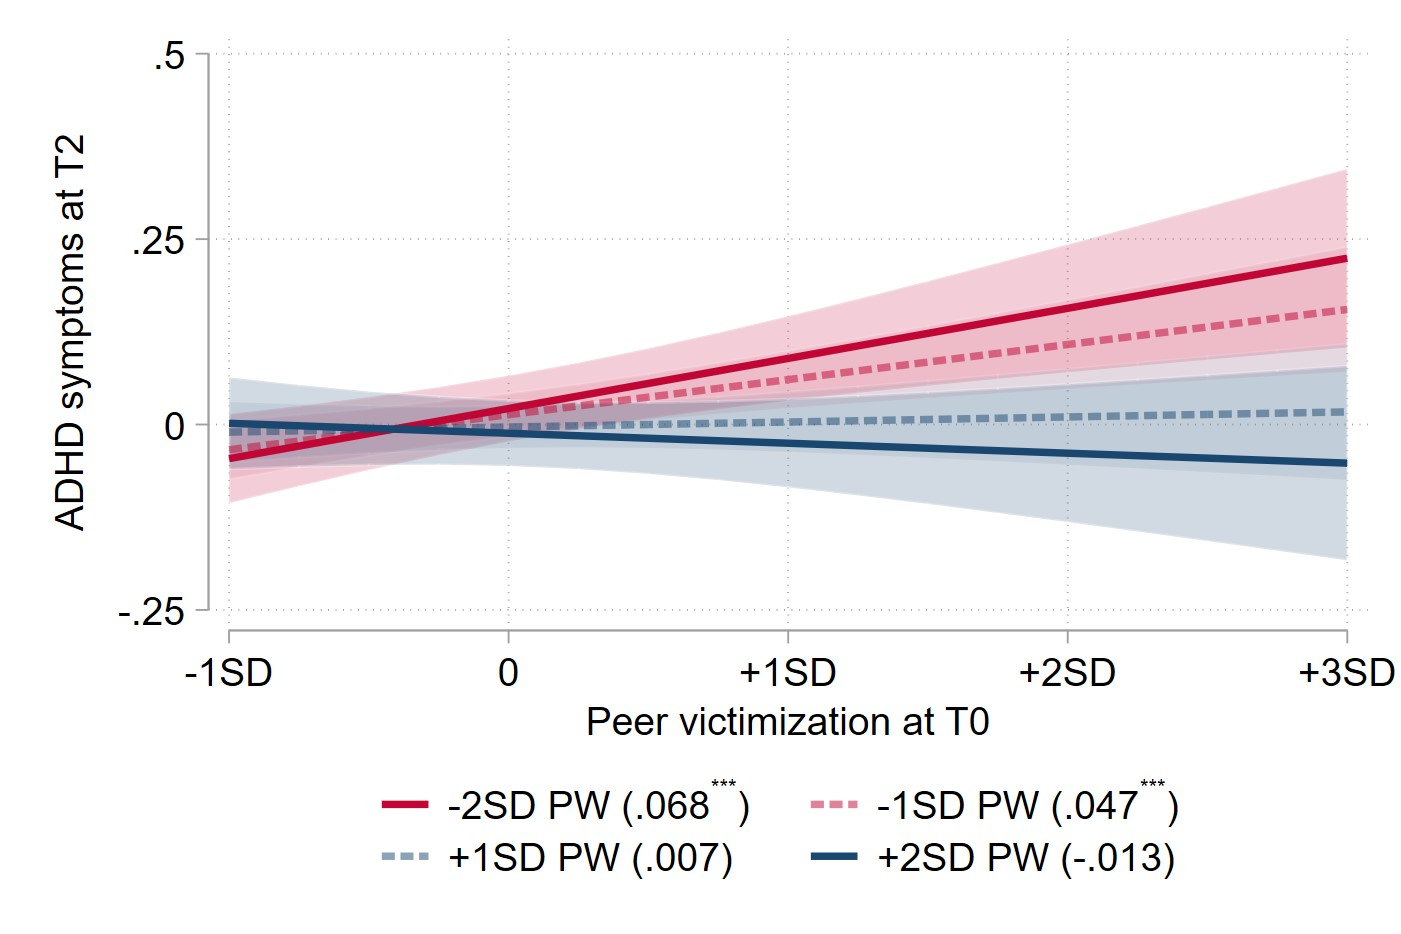 .5
.25
0
-.25
ADHD symptoms at T2
-1SD 0 +1SD +2SD +3SD
Peer victimization at T0
-2SD PW (.068***) -1SD PW (.047***)
+1SD PW (.007) +2SD PW (-.013)